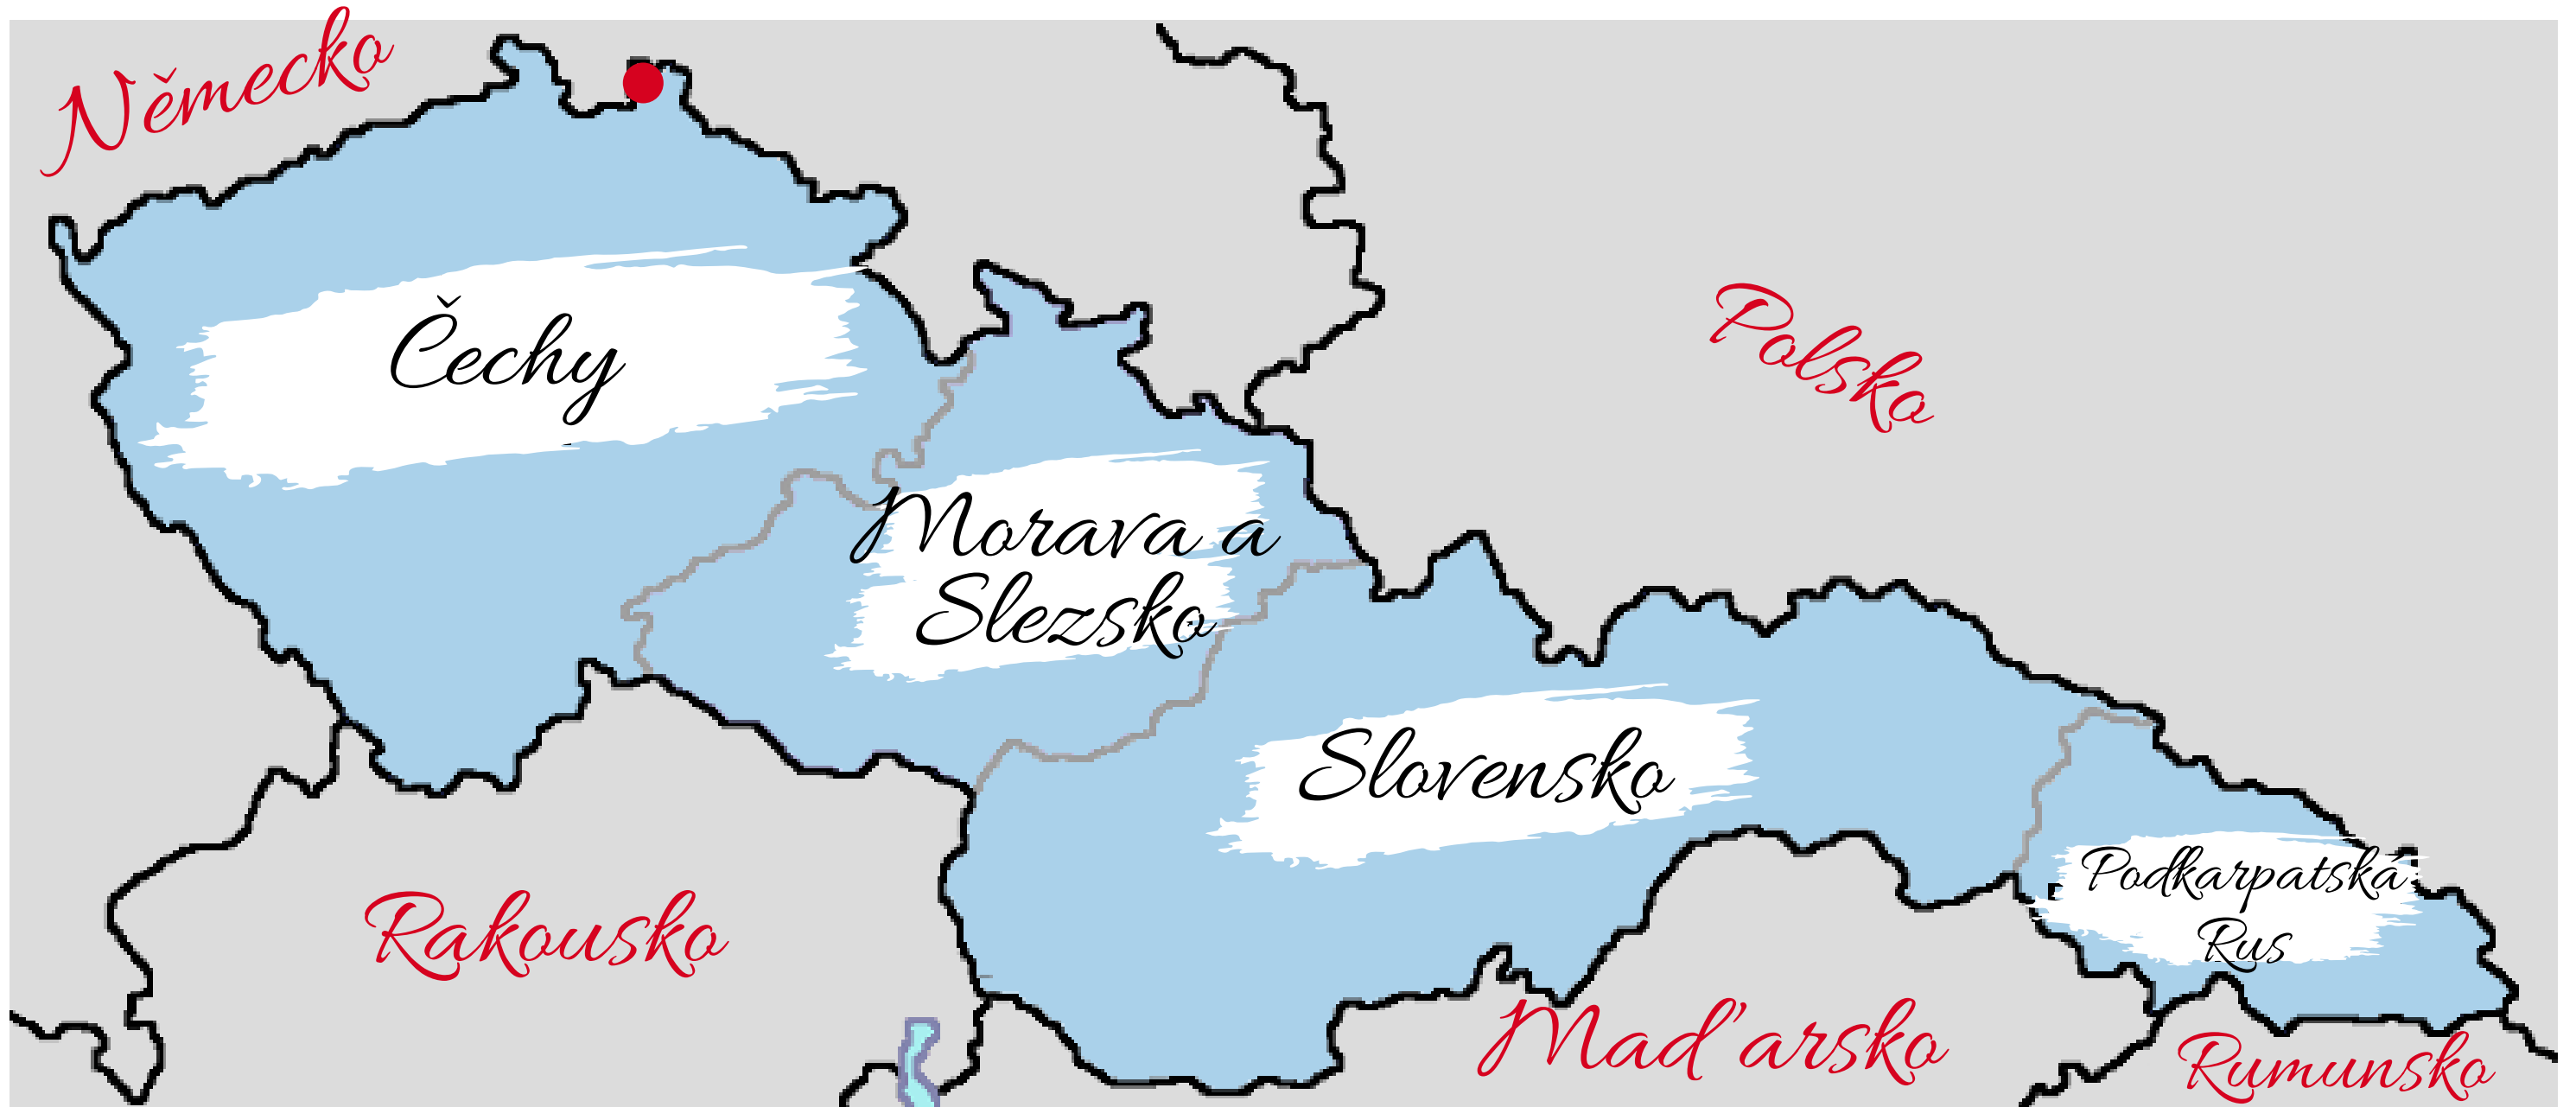 Německo
Polsko
Čechy
Morava a
Slezsko
Slovensko
Podkarpatská
Rus
Rakousko
Maďarsko
Rumunsko